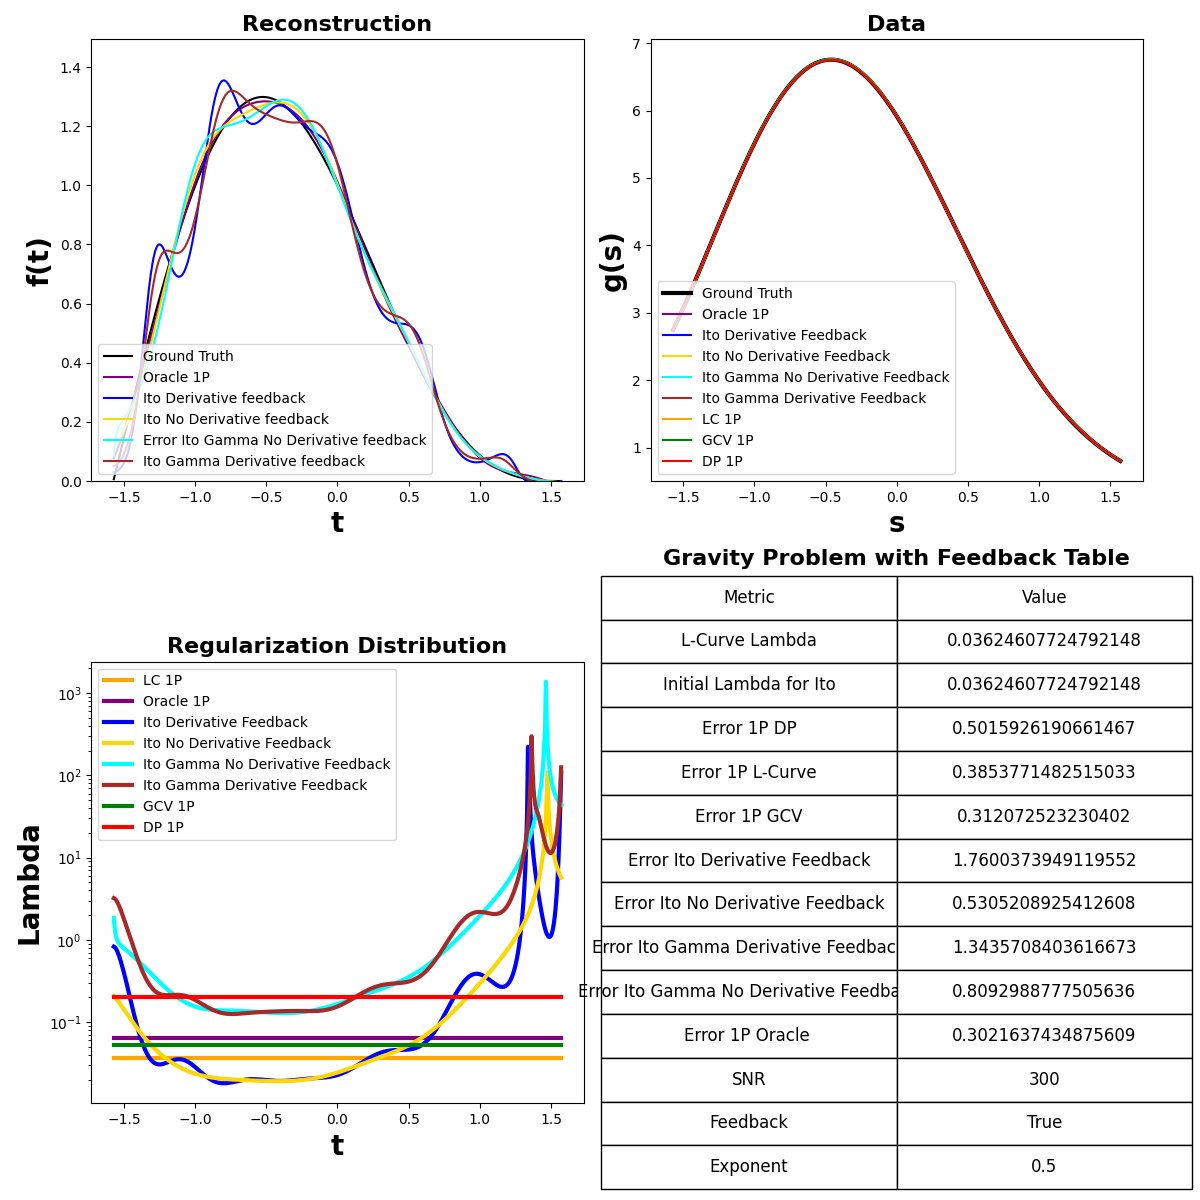 Reconstruction
1.4
1.2
1.0
0.8
0.6
0.4
0.2
0.0
f(t)
Ground Truth
Oracle 1P
Ito Derivative feedback
Ito No Derivative feedback
Error Ito Gamma No Derivative feedback
Ito Gamma Derivative feedback
−1.5 −1.0 −0.5 0.0 0.5 1.0 1.5
t
Data
7
6
5
4
3
2
1
g(s)
Ground Truth
Oracle 1P
Ito Derivative Feedback
Ito No Derivative Feedback
Ito Gamma No Derivative Feedback
Ito Gamma Derivative Feedback
LC 1P
GCV 1P
DP 1P
−1.5 −1.0 −0.5 0.0 0.5 1.0 1.5
s
Regularization Distribution
10³
10²
10¹
10⁰
10⁻¹
Lambda
LC 1P
Oracle 1P
Ito Derivative Feedback
Ito No Derivative Feedback
Ito Gamma No Derivative Feedback
Ito Gamma Derivative Feedback
GCV 1P
DP 1P
−1.5 −1.0 −0.5 0.0 0.5 1.0 1.5
t
Gravity Problem with Feedback Table
Metric Value
L-Curve Lambda 0.03624607724792148
Initial Lambda for Ito 0.03624607724792148
Error 1P DP 0.5015926190661467
Error 1P L-Curve 0.3853771482515033
Error 1P GCV 0.312072523230402
Error Ito Derivative Feedback 1.7600373949119552
Error Ito No Derivative Feedback 0.5305208925412608
Error Ito Gamma Derivative Feedbac 1.3435708403616673
Error Ito Gamma No Derivative Feedba 0.8092988777505636
Error 1P Oracle 0.3021637434875609
SNR 300
Feedback True
Exponent 0.5